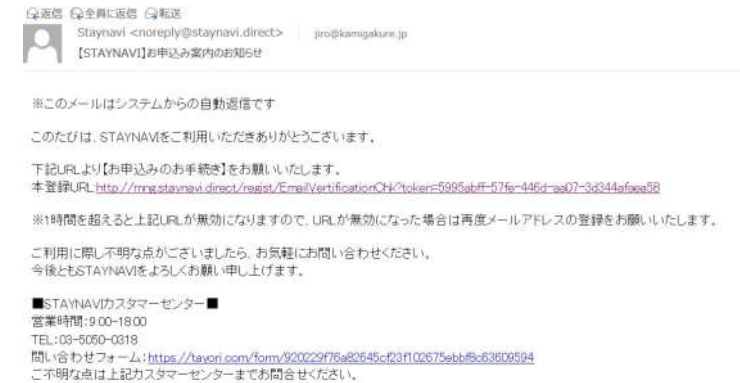 返信 全員に返信 転送
Staynavi <noreply@staynavi.direct> jiro@kamigakure.jp
【STAYNAVI】お申込み案内のお知らせ
※このメールはシステムからの自動返信です
このたびは、STAYNAVIをご利用いただきありがとうございます。
下記URLより【お申込みのお手続き】をお願いいたします。
本登録URL:http://mng.staynavi.direct/regist/EmailVertificationChk?token=5995abff-57fe-446d-aa07-3d344afaea58
※1時間を超えると上記URLが無効になりますので、URLが無効になった場合は再度メールアドレスの登録をお願いいたします。
ご利用に際し不明な点がございましたら、お気軽にお問い合わせください。
今後ともSTAYNAVIをよろしくお願い申し上げます。
■STAYNAVIカスタマーセンター■
営業時間:9:00-18:00
TEL:03-5050-0318
問い合わせフォーム:https://tayori.com/form/920229f76a82645cf23f102675ebbf8c63609594
ご不明な点は上記カスタマーセンターまでお問合せください。